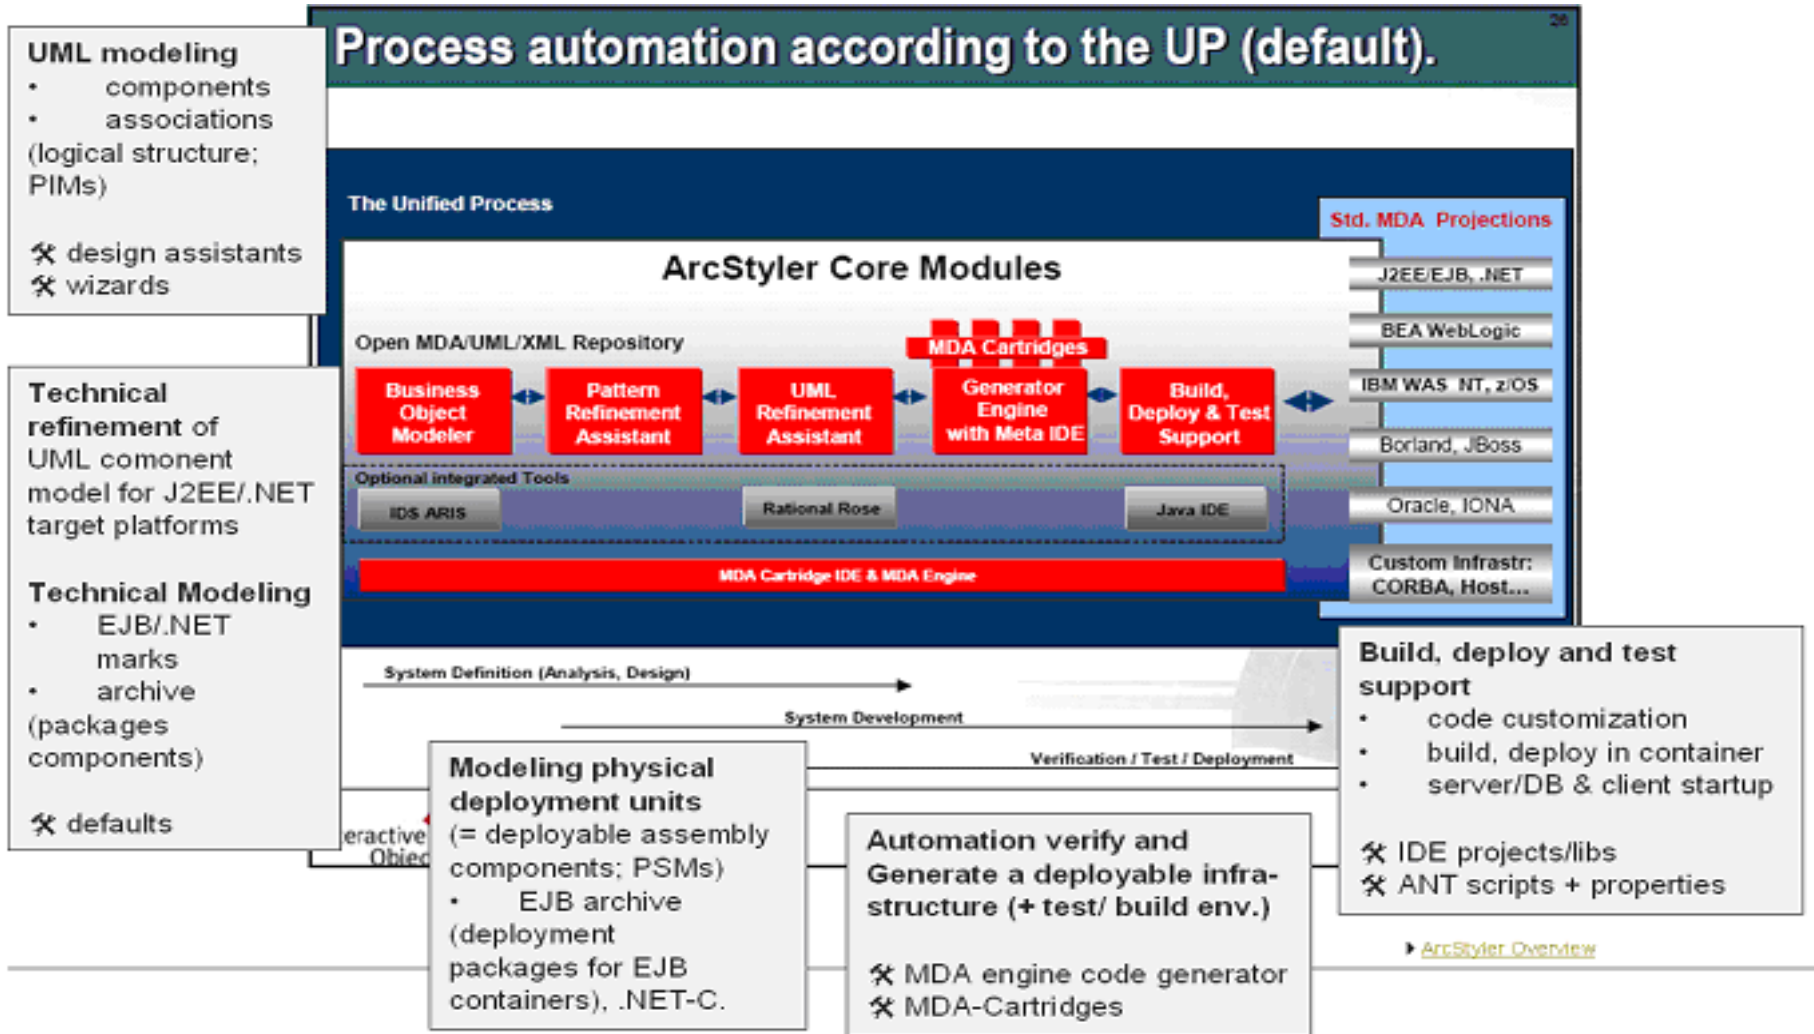 Process automation according to the UP (default).
26
UML modeling
• components
• associations
(logical structure;
PIMs)
🛠 design assistants
🛠 wizards
Technical
refinement of
UML comonent
model for J2EE/.NET
target platforms
Technical Modeling
• EJB/.NET
marks
• archive
(packages
components)
🛠 defaults
The Unified Process
ArcStyler Core Modules
Open MDA/UML/XML Repository
MDA Cartridges
Business
Object
Modeler
Pattern
Refinement
Assistant
UML
Refinement
Assistant
Generator
Engine
with Meta IDE
Build,
Deploy & Test
Support
Optional integrated Tools
IDS ARIS
Rational Rose
Java IDE
MDA Cartridge IDE & MDA Engine
Std. MDA Projections
J2EE/EJB, .NET
BEA WebLogic
IBM WAS NT, z/OS
Borland, JBoss
Oracle, IONA
Custom Infrastr:
CORBA, Host...
System Definition (Analysis, Design)
System Development
Verification / Test / Deployment
eractive
Objec
Modeling physical
deployment units
(= deployable assembly
components; PSMs)
• EJB archive
(deployment
packages for EJB
containers), .NET-C.
Automation verify and
Generate a deployable infra-
structure (+ test/ build env.)
🛠 MDA engine code generator
🛠 MDA-Cartridges
Build, deploy and test
support
• code customization
• build, deploy in container
• server/DB & client startup
🛠 IDE projects/libs
🛠 ANT scripts + properties
ArcStyler Overview